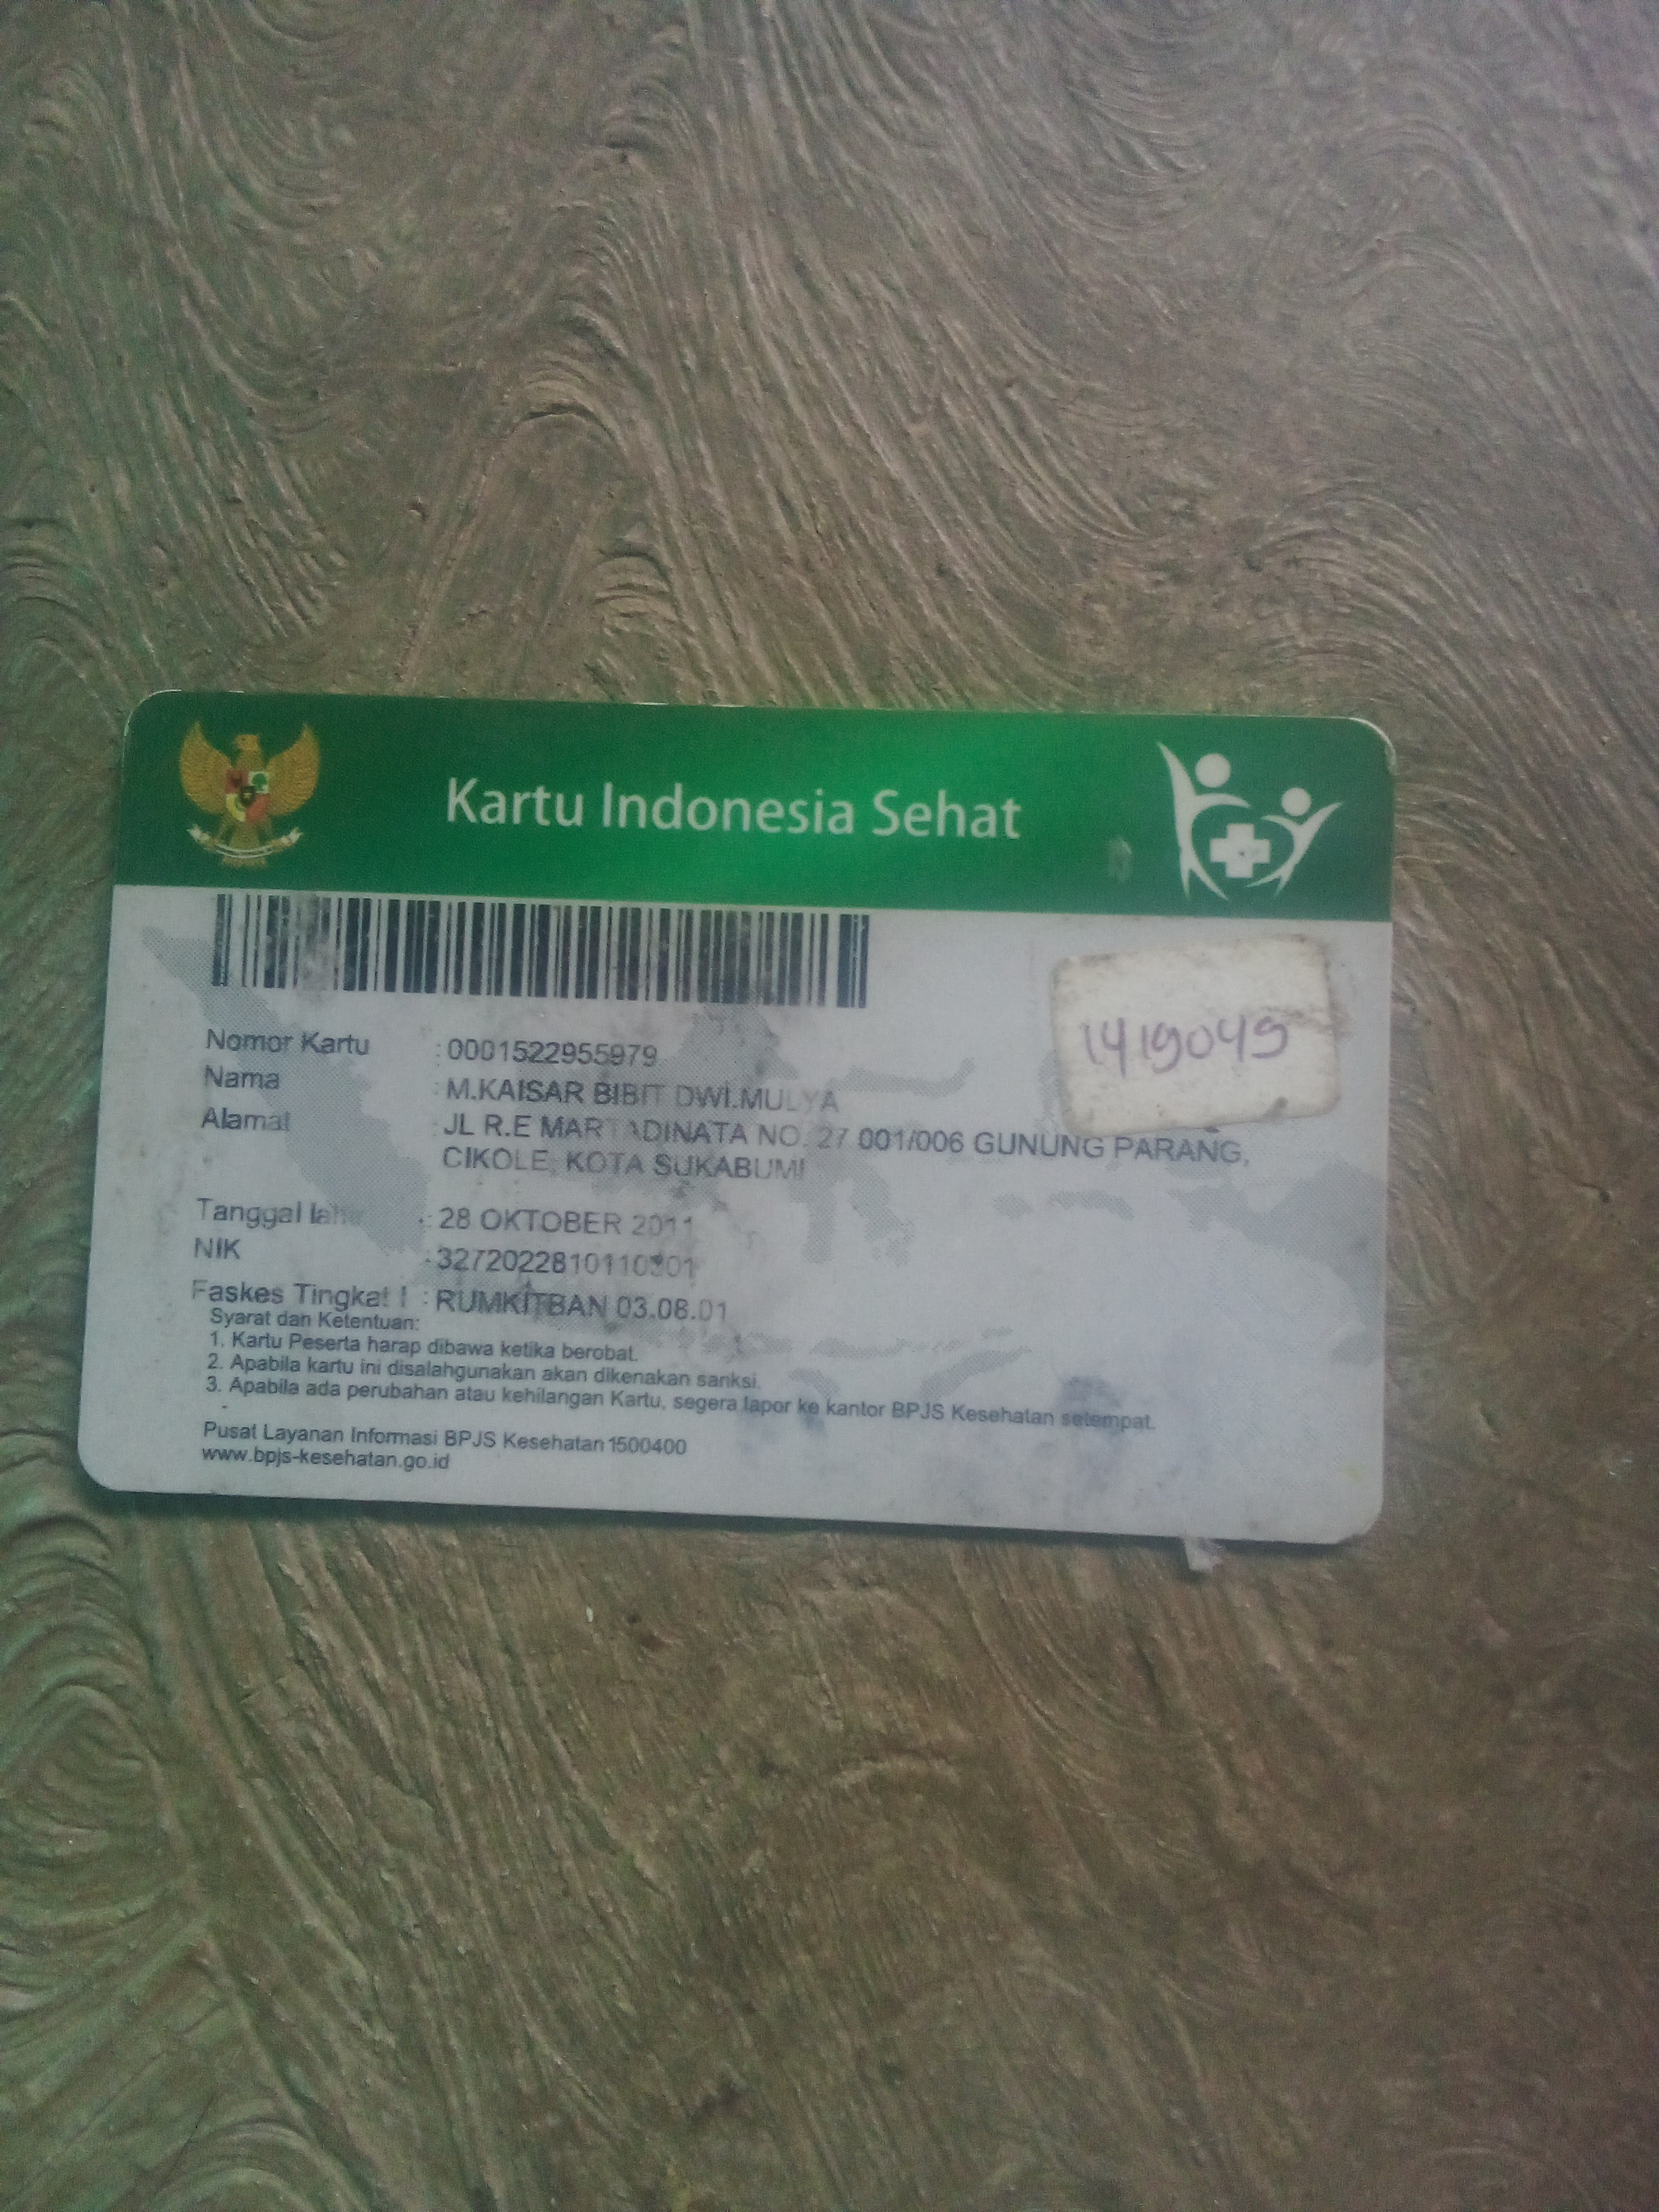 Kartu Indonesia Sehat
1419049
Nomor Kartu : 0001522955979
Nama : M.KAISAR BIBIT DWI.MULYA
Alamat : JL R.E MARTADINATA NO. 27 001/006 GUNUNG PARANG,
CIKOLE, KOTA SUKABUMI
Tanggal lahir : 28 OKTOBER 2011
NIK :
Faskes Tingkat I : RUMKITBAN 03.08.01
Syarat dan Ketentuan:
1. Kartu Peserta harap dibawa ketika berobat.
2. Apabila kartu ini disalahgunakan akan dikenakan sanksi.
3. Apabila ada perubahan atau kehilangan Kartu, segera lapor ke kantor BPJS Kesehatan setempat.
Pusat Layanan Informasi BPJS Kesehatan 1500400
www.bpjs-kesehatan.go.id